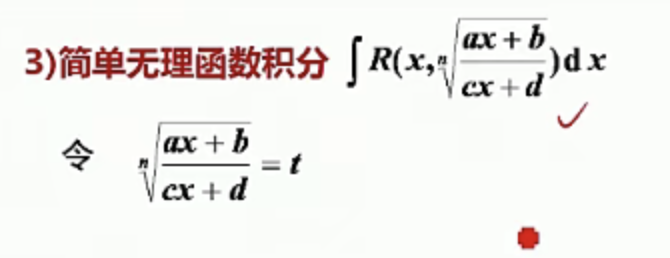 3)简单无理函数积分 ∫R(x, ⁿ√((ax+b)/(cx+d)))dx
令 ⁿ√((ax+b)/(cx+d)) = t